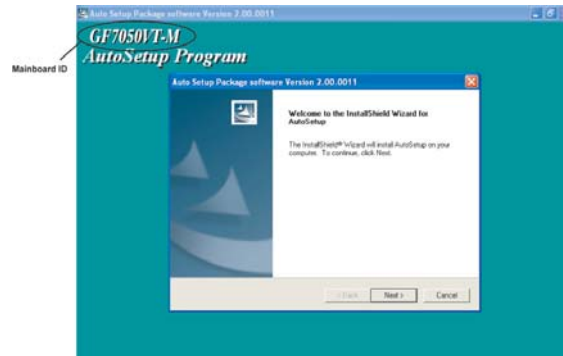 Auto Setup Package software Version 2.00.0011
GF7050VT-M
AutoSetup Program
Mainboard ID
Auto Setup Package software Version 2.00.0011
Welcome to the InstallShield Wizard for
AutoSetup
The InstallShield® Wizard will install AutoSetup on your
computer. To continue, click Next.
< Back
Next >
Cancel